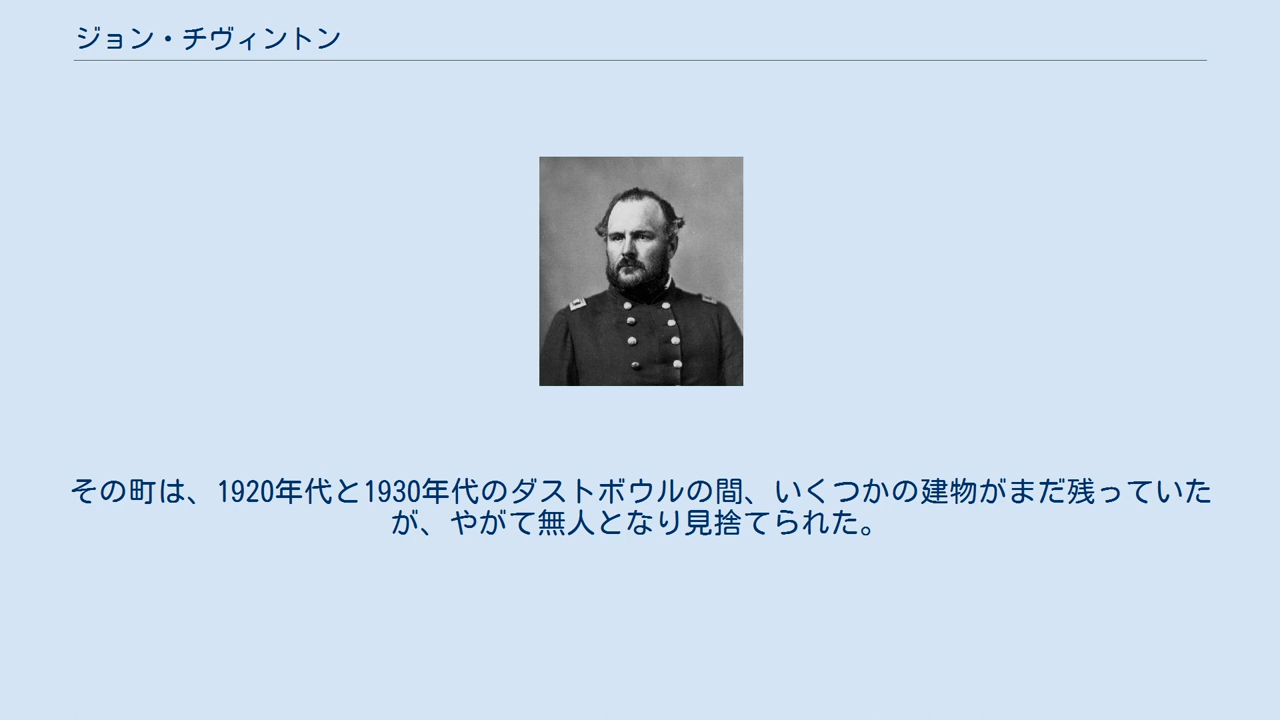 ジョン・チヴィントン
その町は、1920年代と1930年代のダストボウルの間、いくつかの建物がまだ残っていた
が、やがて無人となり見捨てられた。